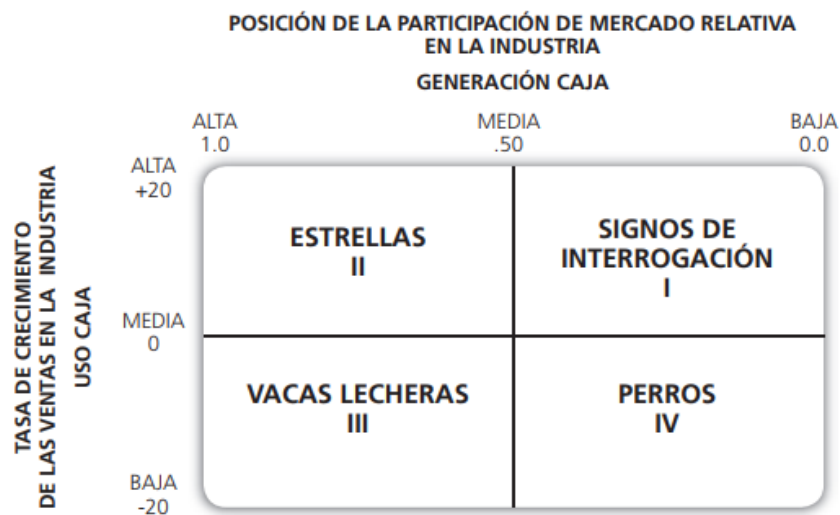 POSICIÓN DE LA PARTICIPACIÓN DE MERCADO RELATIVA
EN LA INDUSTRIA
GENERACIÓN CAJA
ALTA
1.0
MEDIA
.50
BAJA
0.0
TASA DE CRECIMIENTO
DE LAS VENTAS EN LA INDUSTRIA
USO CAJA
ALTA
+20
MEDIA
0
BAJA
-20
ESTRELLAS
II
SIGNOS DE
INTERROGACIÓN
I
VACAS LECHERAS
III
PERROS
IV